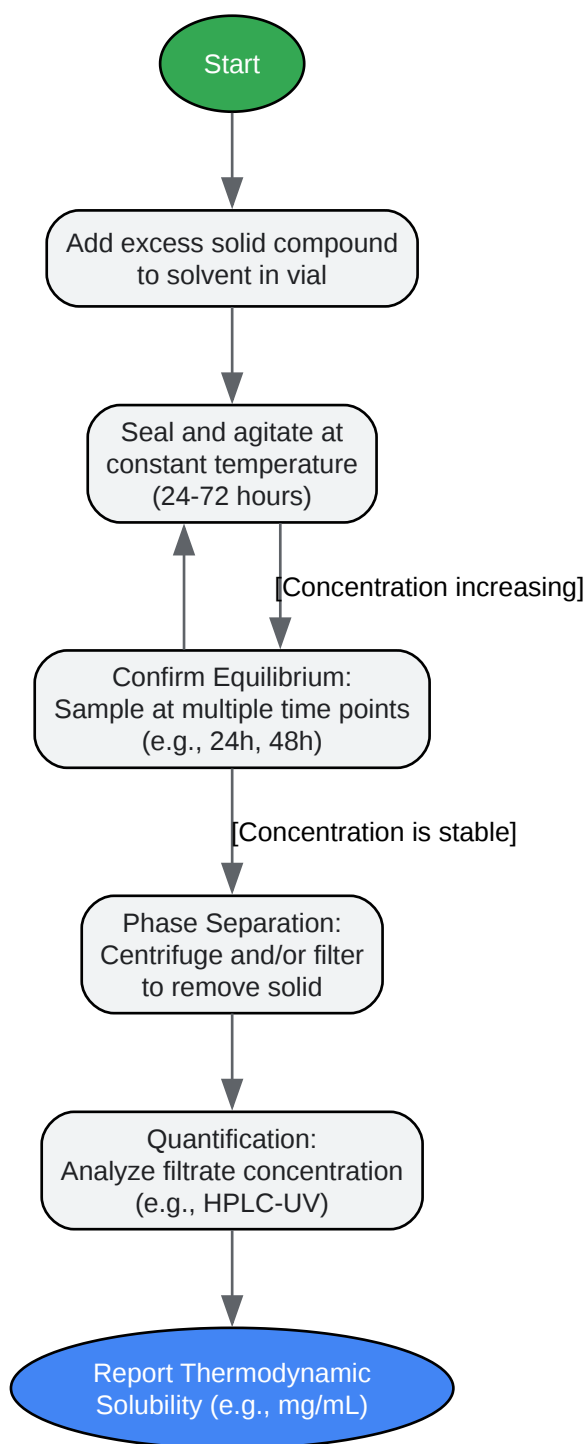 Start
Add excess solid compound
to solvent in vial
Seal and agitate at
constant temperature
(24-72 hours)
[Concentration increasing]
Confirm Equilibrium:
Sample at multiple time points
(e.g., 24h, 48h)
[Concentration is stable]
Phase Separation:
Centrifuge and/or filter
to remove solid
Quantification:
Analyze filtrate concentration
(e.g., HPLC-UV)
Report Thermodynamic
Solubility (e.g., mg/mL)